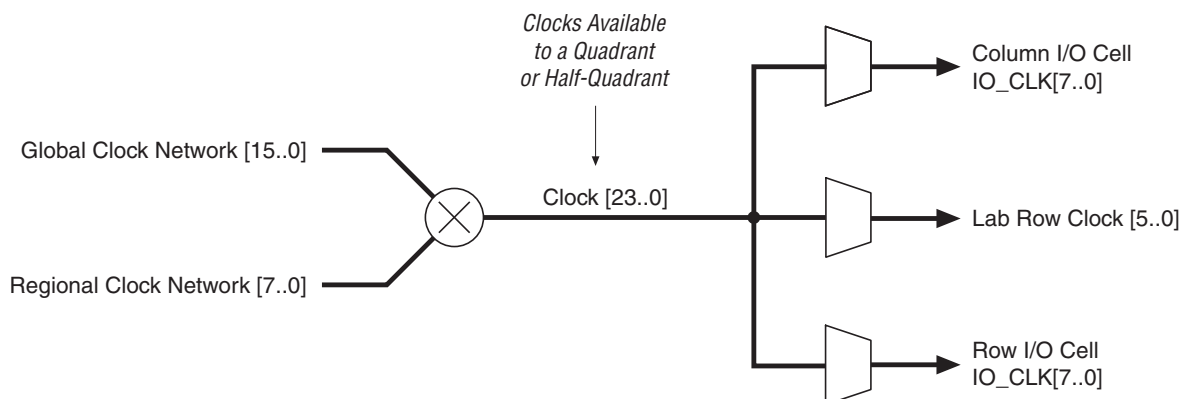 Clocks Available
to a Quadrant
or Half-Quadrant
Column I/O Cell
IO_CLK[7..0]
Global Clock Network [15..0]
Clock [23..0]
Lab Row Clock [5..0]
Regional Clock Network [7..0]
Row I/O Cell
IO_CLK[7..0]